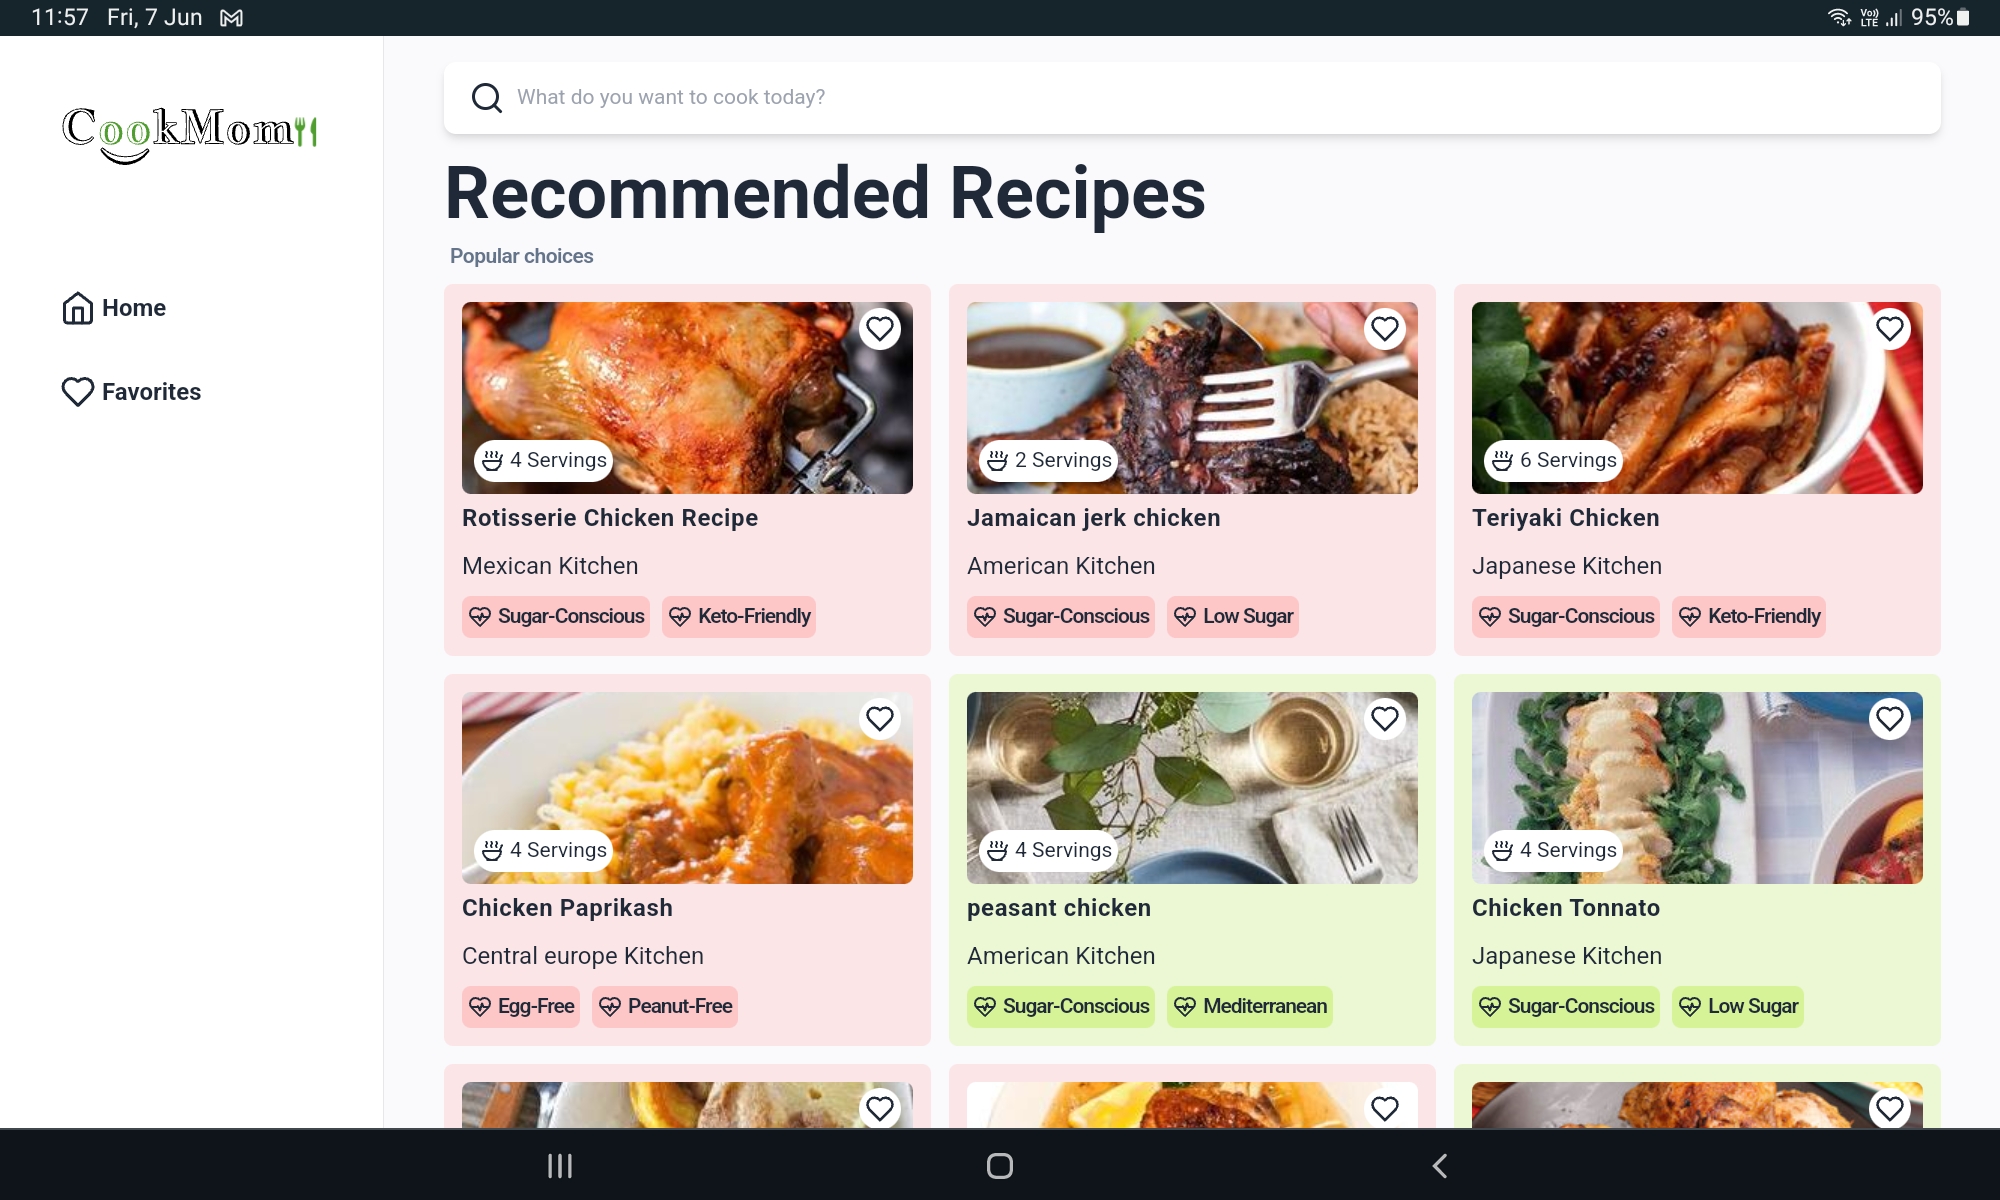 11:57 Fri, 7 Jun
Vo)) LTE 95%
CookMom
What do you want to cook today?
Recommended Recipes
Popular choices
Home
Favorites
4 Servings
2 Servings
6 Servings
Rotisserie Chicken Recipe
Jamaican jerk chicken
Teriyaki Chicken
Mexican Kitchen
American Kitchen
Japanese Kitchen
Sugar-Conscious Keto-Friendly
Sugar-Conscious Low Sugar
Sugar-Conscious Keto-Friendly
4 Servings
4 Servings
4 Servings
Chicken Paprikash
peasant chicken
Chicken Tonnato
Central europe Kitchen
American Kitchen
Japanese Kitchen
Egg-Free Peanut-Free
Sugar-Conscious Mediterranean
Sugar-Conscious Low Sugar